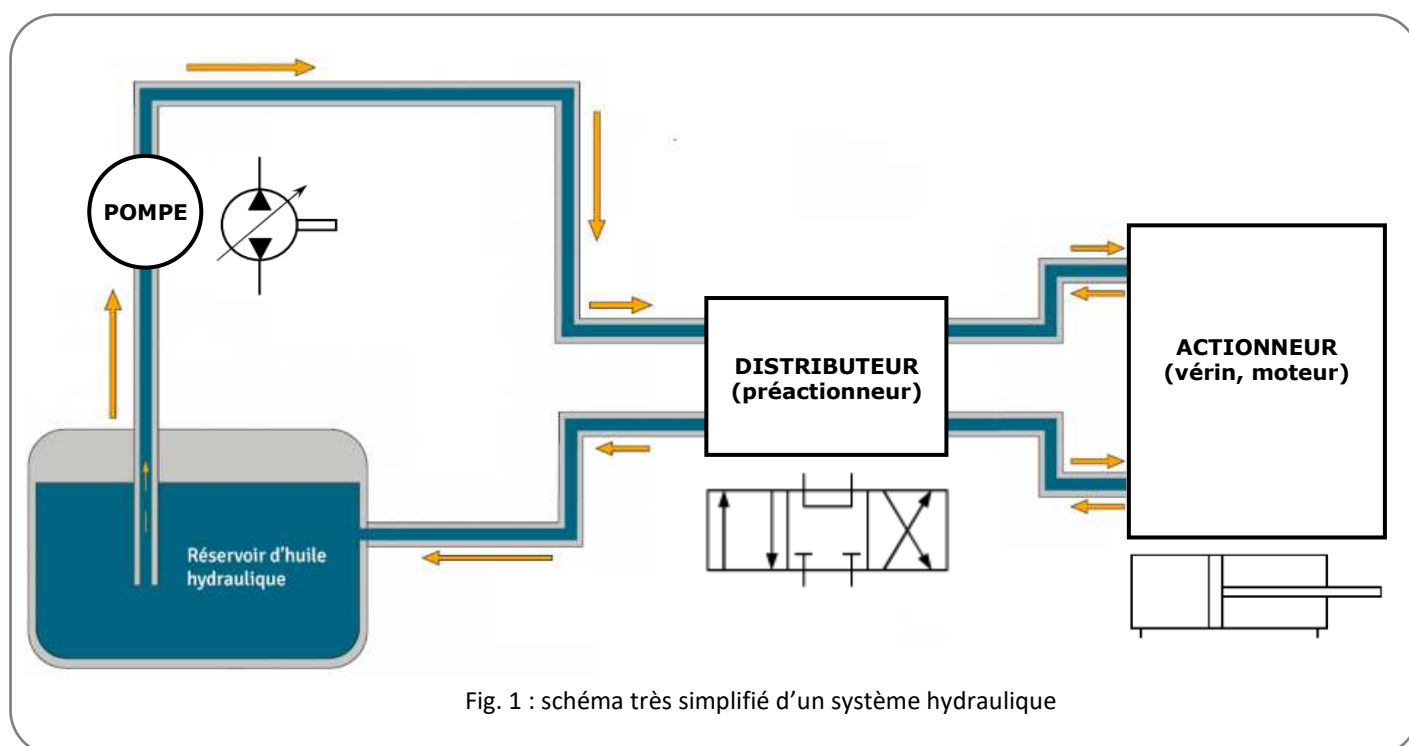 POMPE
DISTRIBUTEUR
(préactionneur)
ACTIONNEUR
(vérin, moteur)
Réservoir d'huile
hydraulique
Fig. 1 : schéma très simplifié d’un système hydraulique